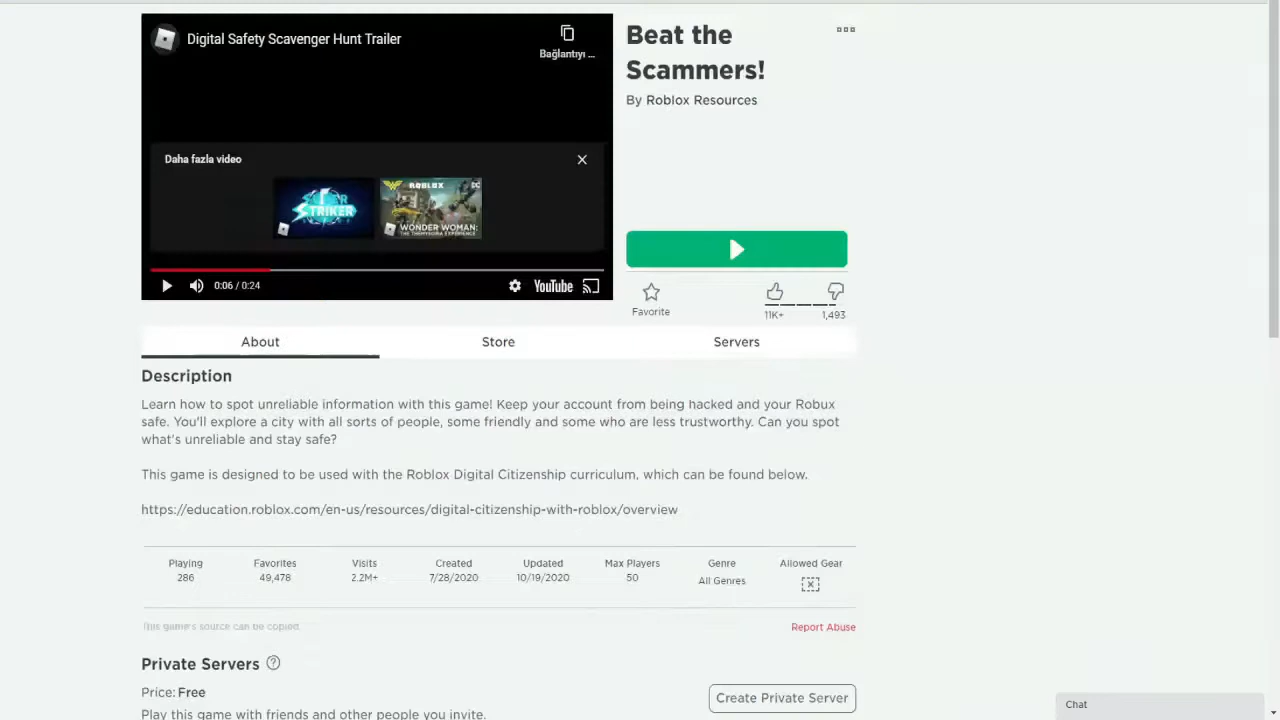 Digital Safety Scavenger Hunt Trailer
Bağlantıyı ...
Daha fazla video
STRIKER
ROBLOX
DC
WONDER WOMAN:
THE THEMYSCIRA EXPERIENCE
0:06 / 0:24
YouTube
Beat the
Scammers!
By Roblox Resources
Favorite
11K+
1,493
About
Store
Servers
Description
Learn how to spot unreliable information with this game! Keep your account from being hacked and your Robux
safe. You'll explore a city with all sorts of people, some friendly and some who are less trustworthy. Can you spot
what's unreliable and stay safe?
This game is designed to be used with the Roblox Digital Citizenship curriculum, which can be found below.
https://education.roblox.com/en-us/resources/digital-citizenship-with-roblox/overview
Playing
Favorites
Visits
Created
Updated
Max Players
Genre
Allowed Gear
286
49,478
2.2M+
7/28/2020
10/19/2020
50
All Genres
This game's source can be copied.
Report Abuse
Private Servers
Price: Free
Create Private Server
Play this game with friends and other people you invite.
Chat